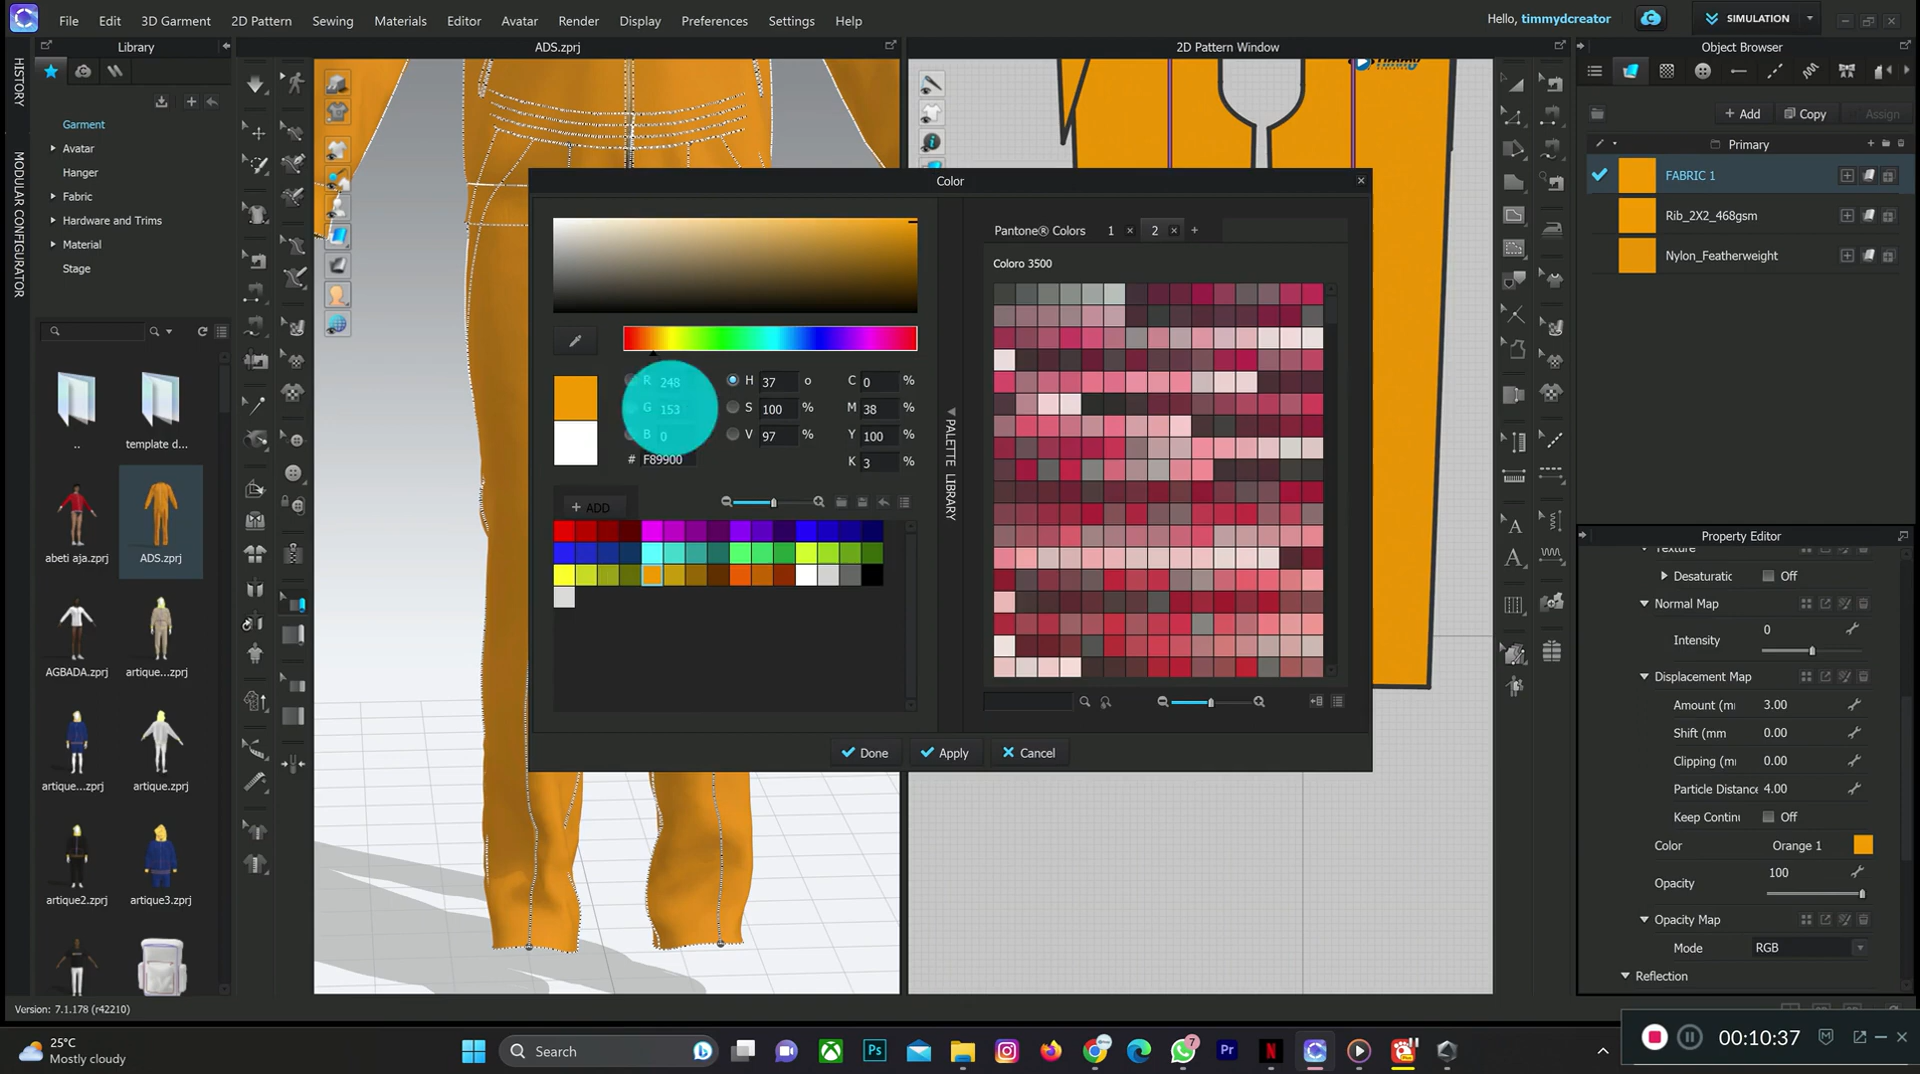 File Edit 3D Garment 2D Pattern Sewing Materials Editor Avatar Render Display Preferences Settings Help
Hello, timmydcreator
SIMULATION
Library
ADS.zprj
2D Pattern Window
Object Browser
HISTORY
MODULAR CONFIGURATOR
Garment
Avatar
Hanger
Fabric
Hardware and Trims
Material
Stage
..
template d...
abeti aja.zprj
ADS.zprj
AGBADA.zprj
artique...zprj
artique...zprj
artique.zprj
artique2.zprj
artique3.zprj
Version: 7.1.178 (r42210)
Color
R 248 H 37 o C 0 %
G 153 S 100 % M 38 %
B 0 V 97 % Y 100 %
# F89900 K 3 %
+ ADD
PALETTE LIBRARY
Pantone® Colors 1 2 +
Coloro 3500
Done Apply Cancel
+ Add Copy Assign
Primary
FABRIC 1
Rib_2X2_468gsm
Nylon_Featherweight
Property Editor
Texture
Desaturatic Off
Normal Map
Intensity 0
Displacement Map
Amount (m 3.00
Shift (mm 0.00
Clipping (m 0.00
Particle Distance 4.00
Keep Contin Off
Color Orange 1
Opacity 100
Opacity Map
Mode RGB
Reflection
25°C
Mostly cloudy
Search
Ps
7
Pr
N
00:10:37